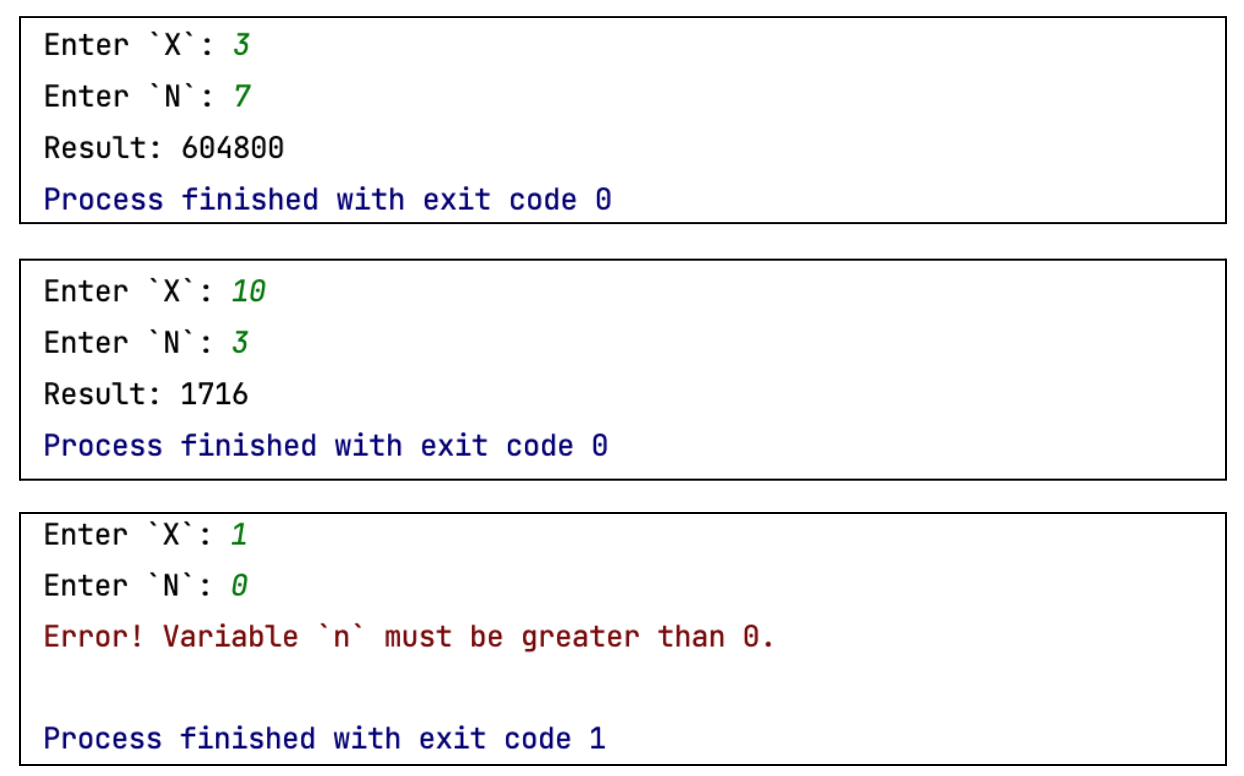 Enter `X`: 3
Enter `N`: 7
Result: 604800
Process finished with exit code 0
Enter `X`: 10
Enter `N`: 3
Result: 1716
Process finished with exit code 0
Enter `X`: 1
Enter `N`: 0
Error! Variable `n` must be greater than 0.
Process finished with exit code 1